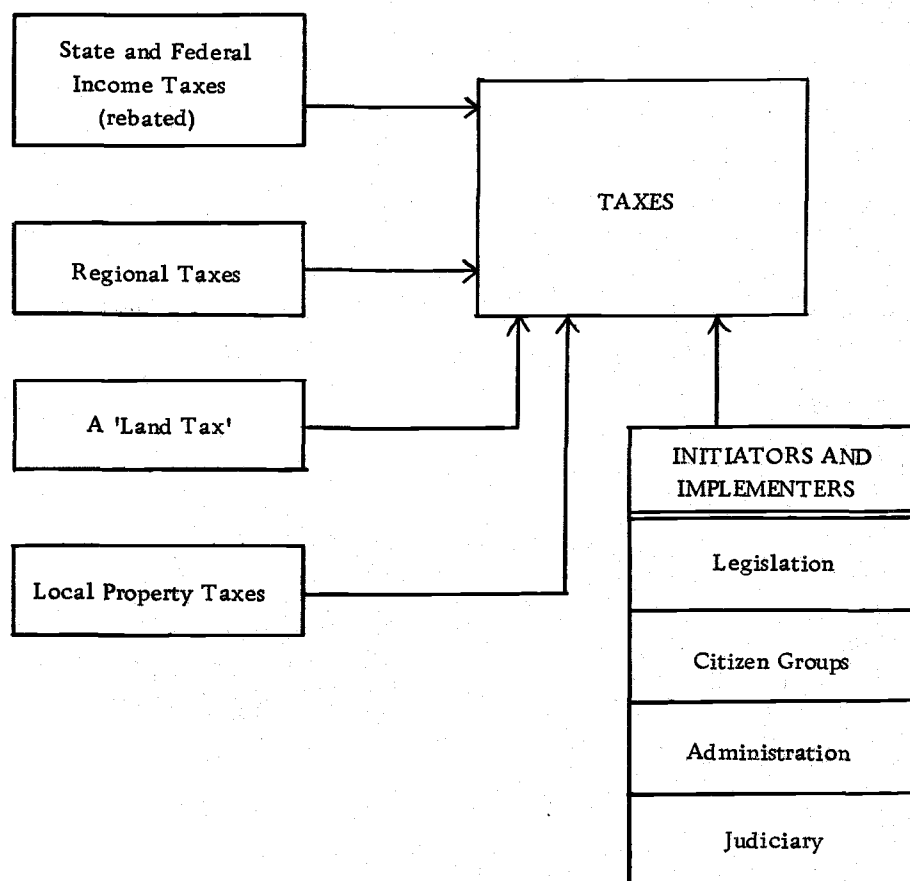 State and Federal
Income Taxes
(rebated)
TAXES
Regional Taxes
A 'Land Tax'
INITIATORS AND
IMPLEMENTERS
Legislation
Local Property Taxes
Citizen Groups
Administration
Judiciary